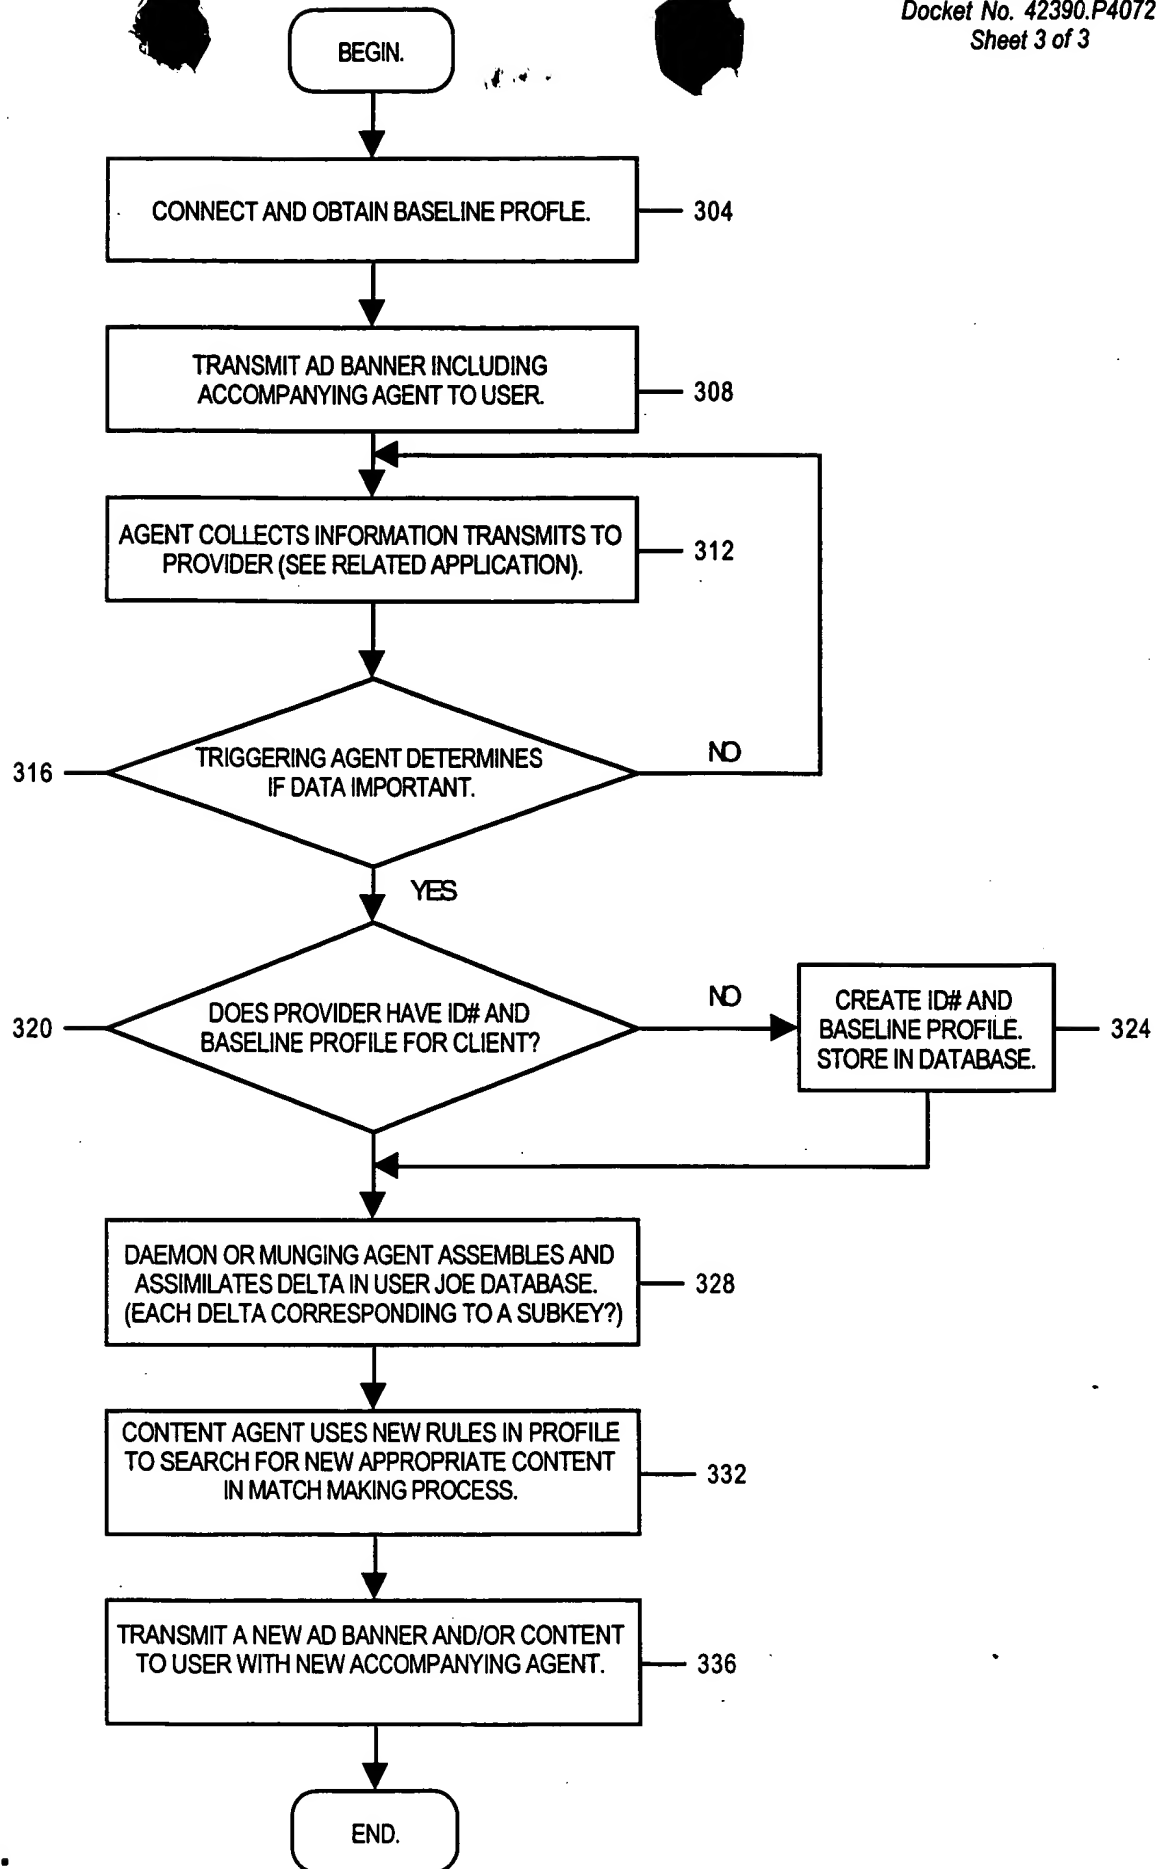 Docket No. 42390.P4072
Sheet 3 of 3
BEGIN.
CONNECT AND OBTAIN BASELINE PROFLE.
304
TRANSMIT AD BANNER INCLUDING
ACCOMPANYING AGENT TO USER.
308
AGENT COLLECTS INFORMATION TRANSMITS TO
PROVIDER (SEE RELATED APPLICATION).
312
TRIGGERING AGENT DETERMINES
IF DATA IMPORTANT.
316
NO
YES
DOES PROVIDER HAVE ID# AND
BASELINE PROFILE FOR CLIENT?
320
NO
CREATE ID# AND
BASELINE PROFILE.
STORE IN DATABASE.
324
DAEMON OR MUNGING AGENT ASSEMBLES AND
ASSIMILATES DELTA IN USER JOE DATABASE.
(EACH DELTA CORRESPONDING TO A SUBKEY?)
328
CONTENT AGENT USES NEW RULES IN PROFILE
TO SEARCH FOR NEW APPROPRIATE CONTENT
IN MATCH MAKING PROCESS.
332
TRANSMIT A NEW AD BANNER AND/OR CONTENT
TO USER WITH NEW ACCOMPANYING AGENT.
336
END.